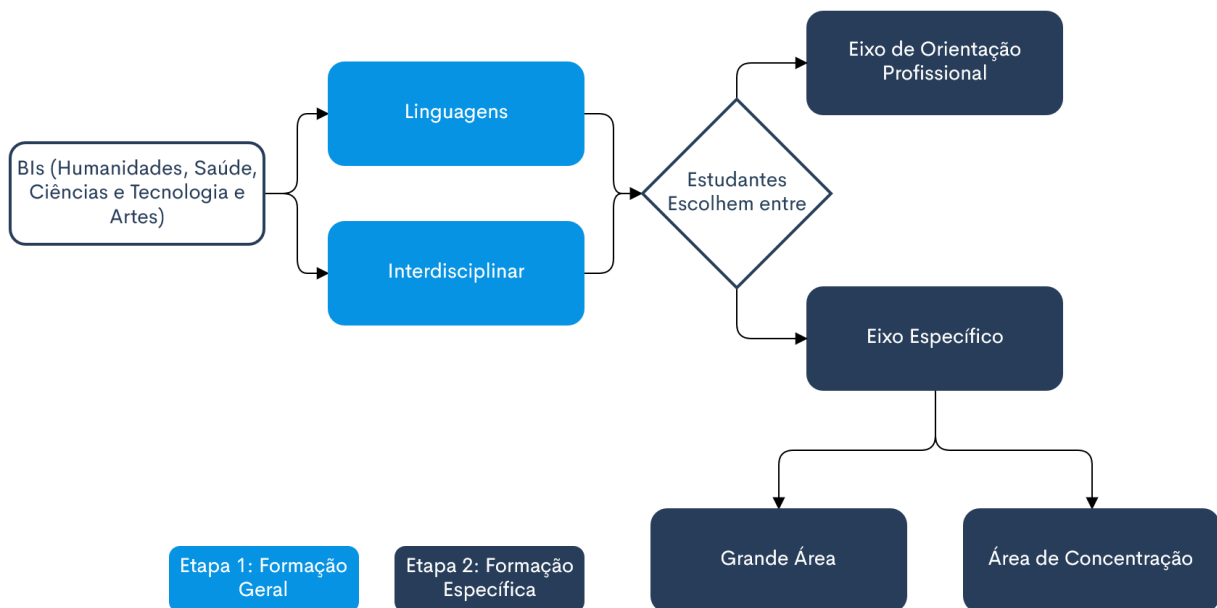 BIs (Humanidades, Saúde,
Ciências e Tecnologia e
Artes)
Linguagens
Interdisciplinar
Estudantes
Escolhem entre
Eixo de Orientação
Profissional
Eixo Específico
Grande Área
Área de Concentração
Etapa 1: Formação
Geral
Etapa 2: Formação
Específica